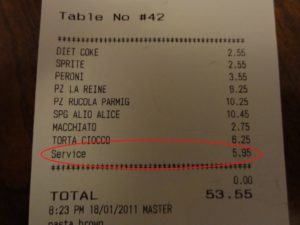 Table No #42
************************************
DIET COKE 2.55
SPRITE 2.55
PERONI 3.55
PZ LA REINE 8.25
PZ RUCOLA PARMIG 10.25
SPG ALIO ALICE 10.45
MACCHIATO 2.75
TORTA CIOCCO 6.25
Service 5.95
************************************
0.00
TOTAL 53.55
8:23 PM 18/01/2011 MASTER